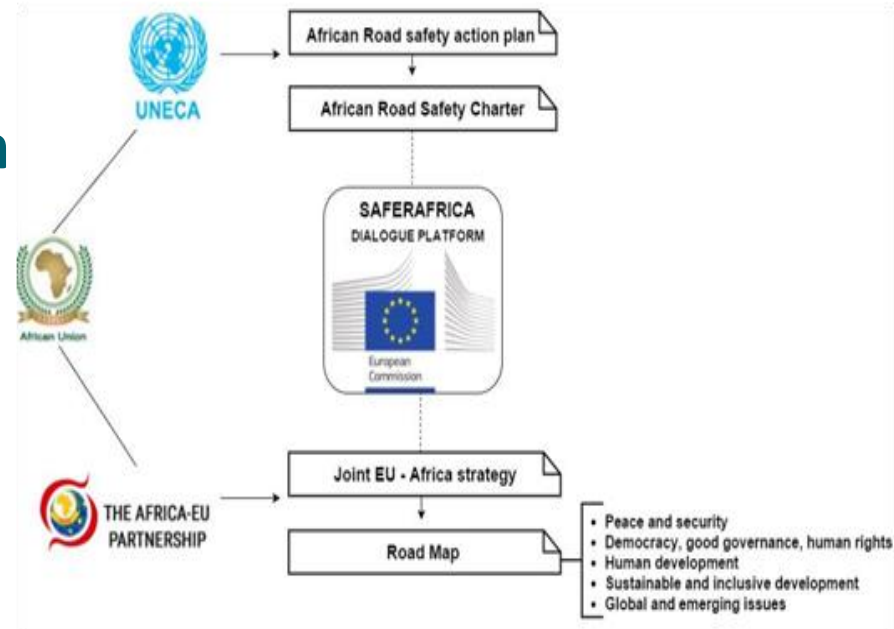 African Road safety action plan
UNECA
African Road Safety Charter
SAFERAFRICA
DIALOGUE PLATFORM
African Union
European
Commission
Joint EU - Africa strategy
THE AFRICA-EU
PARTNERSHIP
Road Map
• Peace and security
• Democracy, good governance, human rights
• Human development
• Sustainable and inclusive development
• Global and emerging issues